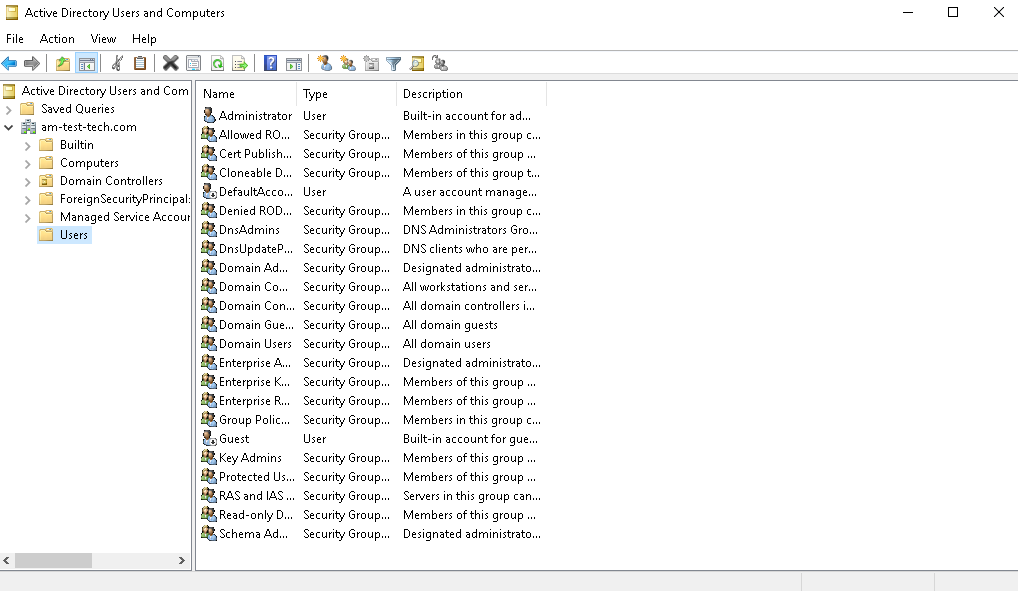 Active Directory Users and Computers
File Action View Help
Active Directory Users and Com
Saved Queries
am-test-tech.com
Builtin
Computers
Domain Controllers
ForeignSecurityPrincipal:
Managed Service Accour
Users
Name Type Description
Administrator User Built-in account for ad...
Allowed RO... Security Group... Members in this group c...
Cert Publish... Security Group... Members of this group ...
Cloneable D... Security Group... Members of this group t...
DefaultAcco... User A user account manage...
Denied ROD... Security Group... Members in this group c...
DnsAdmins Security Group... DNS Administrators Gro...
DnsUpdateP... Security Group... DNS clients who are per...
Domain Ad... Security Group... Designated administrato...
Domain Co... Security Group... All workstations and ser...
Domain Con... Security Group... All domain controllers i...
Domain Gue... Security Group... All domain guests
Domain Users Security Group... All domain users
Enterprise A... Security Group... Designated administrato...
Enterprise K... Security Group... Members of this group ...
Enterprise R... Security Group... Members of this group ...
Group Polic... Security Group... Members in this group c...
Guest User Built-in account for gue...
Key Admins Security Group... Members of this group ...
Protected Us... Security Group... Members of this group ...
RAS and IAS ... Security Group... Servers in this group can...
Read-only D... Security Group... Members of this group ...
Schema Ad... Security Group... Designated administrato...